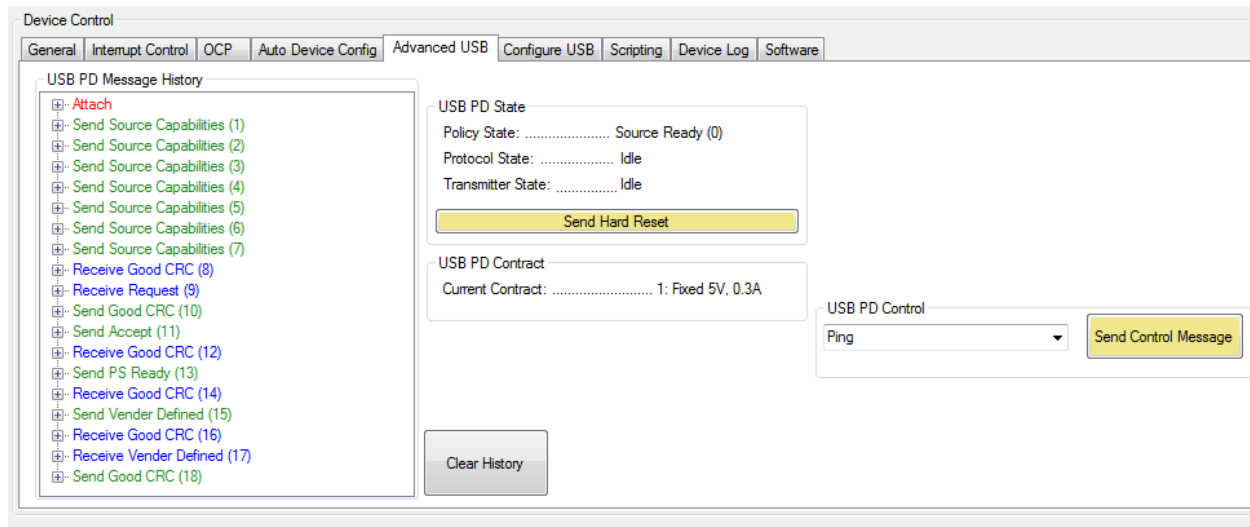 Device Control
General Interrupt Control OCP Auto Device Config Advanced USB Configure USB Scripting Device Log Software
USB PD Message History
Attach
Send Source Capabilities (1)
Send Source Capabilities (2)
Send Source Capabilities (3)
Send Source Capabilities (4)
Send Source Capabilities (5)
Send Source Capabilities (6)
Send Source Capabilities (7)
Receive Good CRC (8)
Receive Request (9)
Send Good CRC (10)
Send Accept (11)
Receive Good CRC (12)
Send PS Ready (13)
Receive Good CRC (14)
Send Vender Defined (15)
Receive Good CRC (16)
Receive Vender Defined (17)
Send Good CRC (18)
USB PD State
Policy State: ..................... Source Ready (0)
Protocol State: .................. Idle
Transmitter State: ................ Idle
Send Hard Reset
USB PD Contract
Current Contract: ......................... 1: Fixed 5V, 0.3A
Clear History
USB PD Control
Ping
Send Control Message